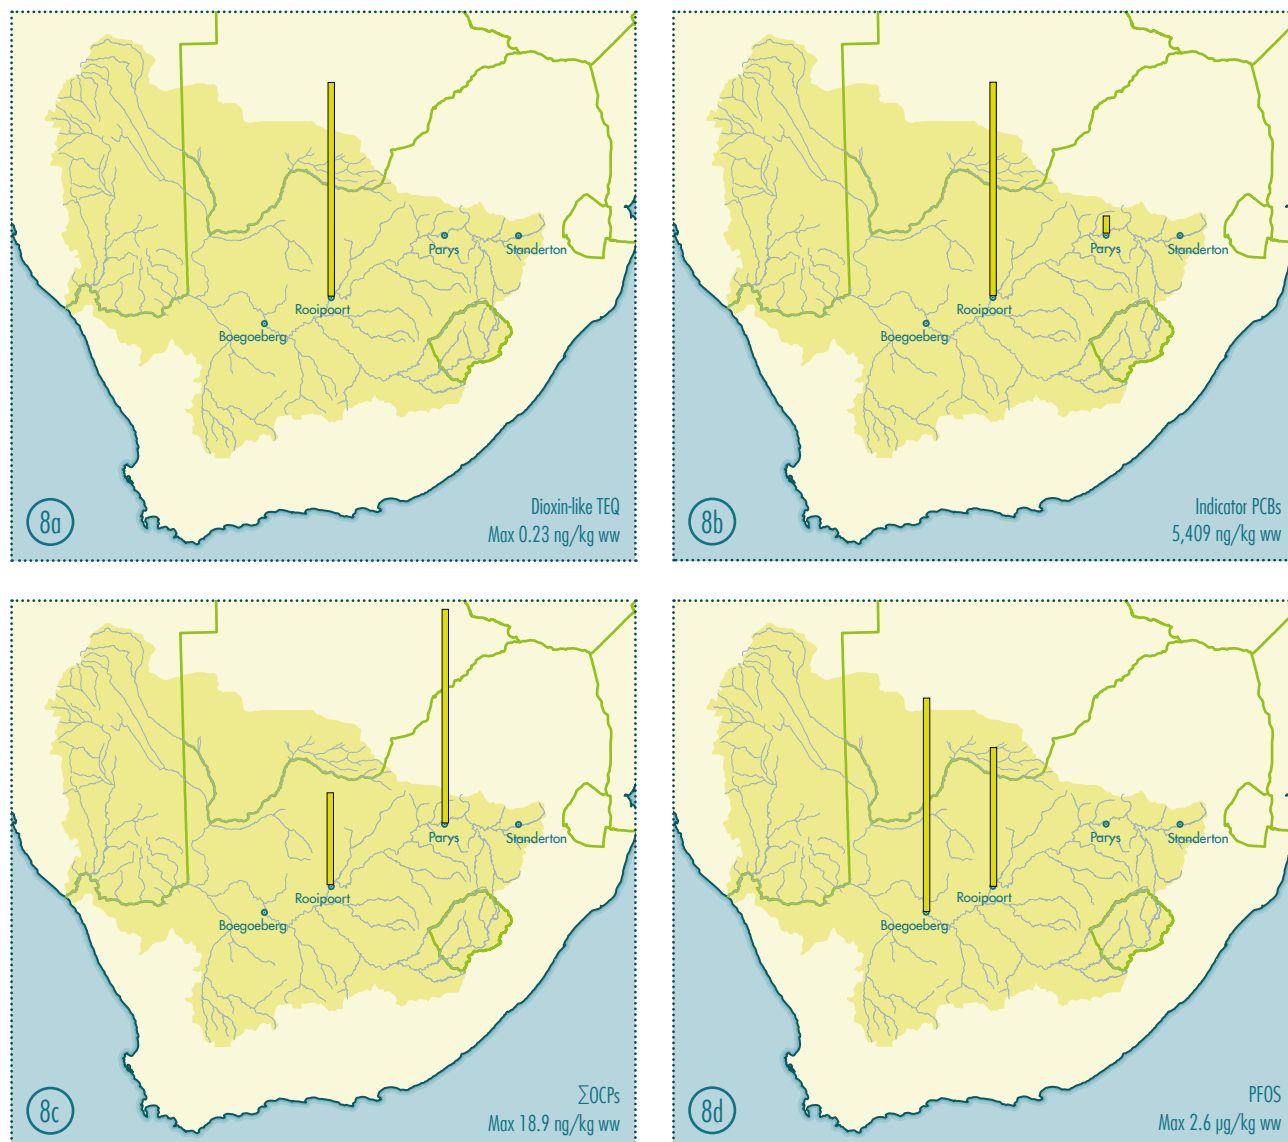 Parys
Standerton
Rooipoort
Boegoeberg
8a
Dioxin-like TEQ
Max 0.23 ng/kg ww
Parys
Standerton
Rooipoort
Boegoeberg
8b
Indicator PCBs
5,409 ng/kg ww
Parys
Standerton
Rooipoort
Boegoeberg
8c
∑OCPs
Max 18.9 ng/kg ww
Parys
Standerton
Rooipoort
Boegoeberg
8d
PFOS
Max 2.6 µg/kg ww